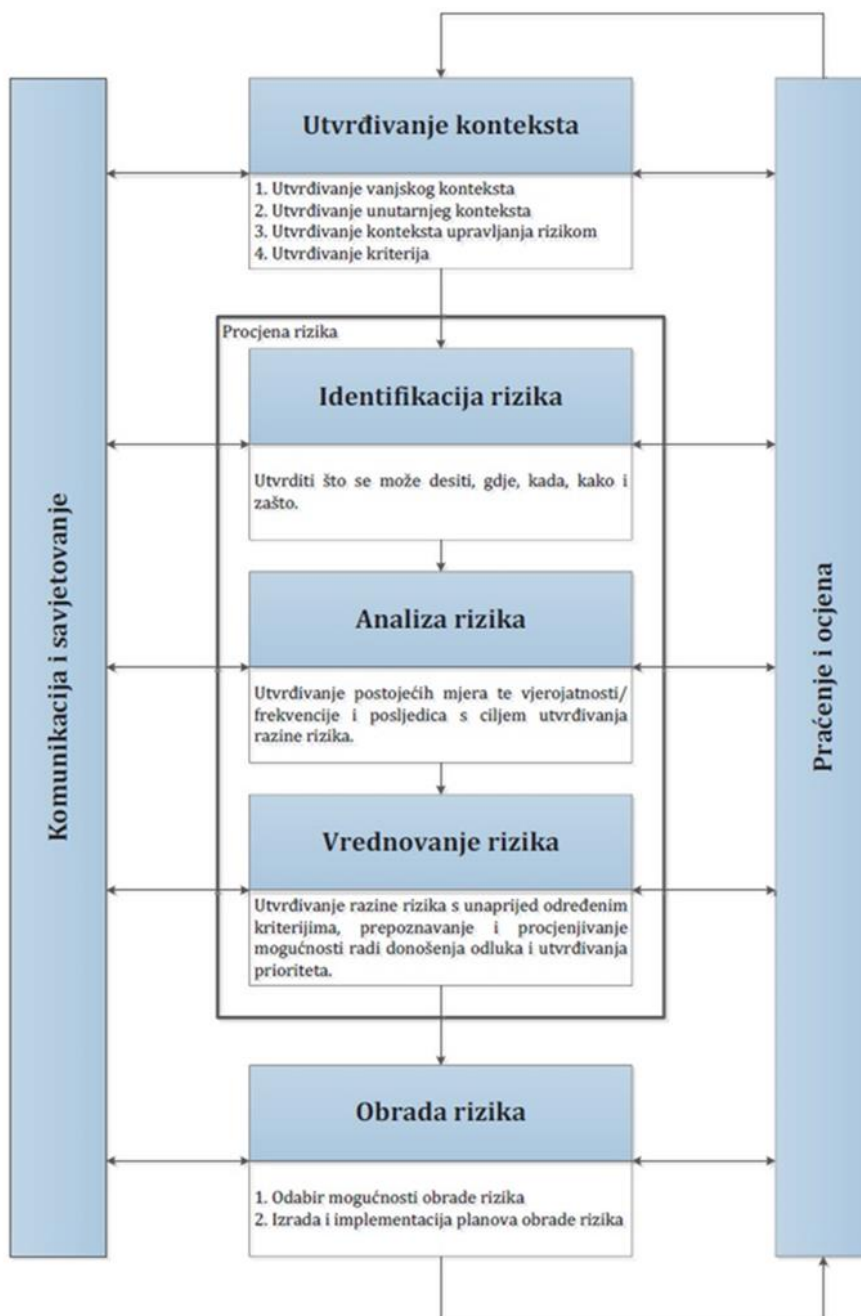 Utvrđivanje konteksta
1. Utvrđivanje vanjskog konteksta
2. Utvrđivanje unutarnjeg konteksta
3. Utvrđivanje konteksta upravljanja rizikom
4. Utvrđivanje kriterija
Procjena rizika
Identifikacija rizika
Utvrditi što se može desiti, gdje, kada, kako i
zašto.
Analiza rizika
Utvrđivanje postojećih mjera te vjerojatnosti/
frekvencije i posljedica s ciljem utvrđivanja
razine rizika.
Vrednovanje rizika
Utvrđivanje razine rizika s unaprijed određenim
kriterijima, prepoznavanje i procjenjivanje
mogućnosti radi donošenja odluka i utvrđivanja
prioriteta.
Obrada rizika
1. Odabir mogućnosti obrade rizika
2. Izrada i implementacija planova obrade rizika
Komunikacija i savjetovanje
Praćenje i ocjena